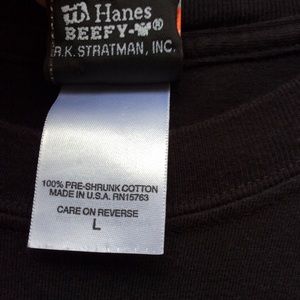 Hanes
BEEFY-T®
R.K. STRATMAN, INC.
100% PRE-SHRUNK COTTON
MADE IN U.S.A. RN15763
CARE ON REVERSE
L